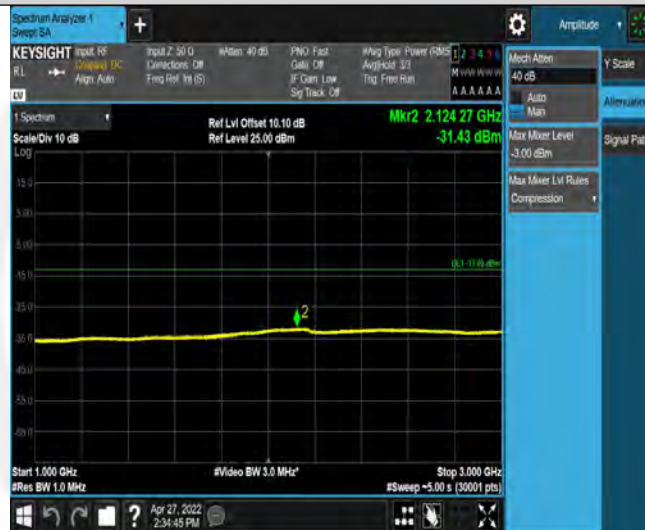 Spectrum Analyzer 1
Swept SA
+
Amplitude
KEYSIGHT
Input: RF
Coupling: DC
Align: Auto
Input Z: 50 Ω
Corrections: Off
Freq Ref: Int (S)
#Atten: 40 dB
PNO: Fast
Gate: Off
IF Gain: Low
Sig Track: Off
#Avg Type: Power (RMS
Avg|Hold: 3/3
Trig: Free Run
1 2 3 4 5 6
M W W W W W
A A A A A A
RL
LV
1 Spectrum
Scale/Div 10 dB
Log
Ref Lvl Offset 10.10 dB
Ref Level 25.00 dBm
Mkr2 2.124 27 GHz
-31.43 dBm
15.0
5.00
-5.00
-15.0
-25.0
-35.0
-45.0
-55.0
-65.0
DL1 -13.00 dBm
2
Start 1.000 GHz
#Res BW 1.0 MHz
#Video BW 3.0 MHz*
Stop 3.000 GHz
#Sweep ~5.00 s (30001 pts)
Mech Atten
40 dB
Auto
Man
Max Mixer Level
-3.00 dBm
Max Mixer Lvl Rules
Compression
Y Scale
Attenuation
Signal Pat
?
Apr 27, 2022
2:34:45 PM